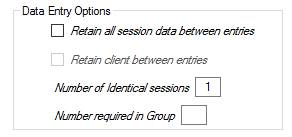 Data Entry Options
Retain all session data between entries
Retain client between entries
Number of Identical sessions 1
Number required in Group